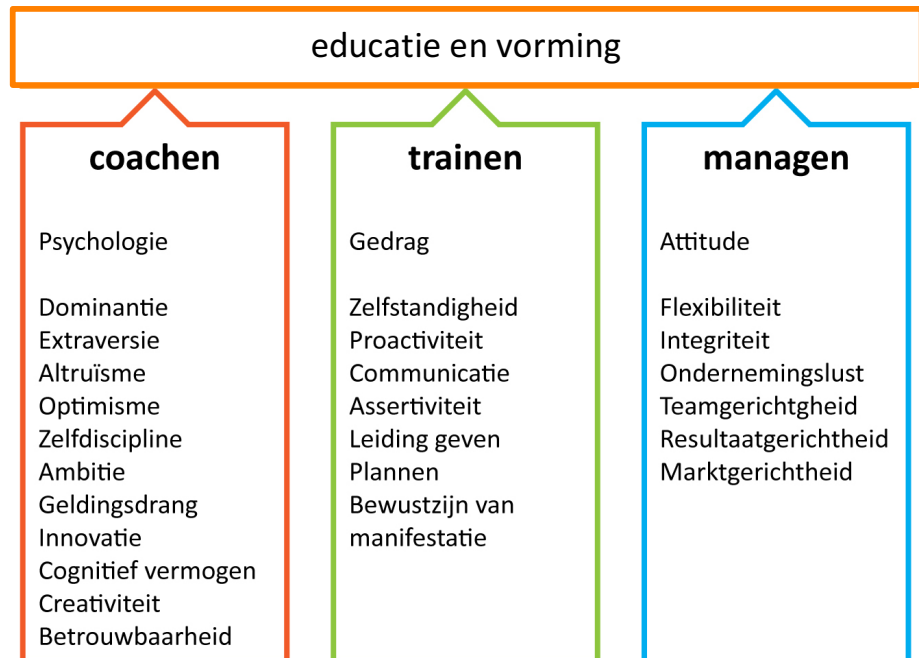 educatie en vorming
coachen
Psychologie
Dominantie
Extraversie
Altruïsme
Optimisme
Zelfdiscipline
Ambitie
Geldingsdrang
Innovatie
Cognitief vermogen
Creativiteit
Betrouwbaarheid
trainen
Gedrag
Zelfstandigheid
Proactiviteit
Communicatie
Assertiviteit
Leiding geven
Plannen
Bewustzijn van
manifestatie
managen
Attitude
Flexibiliteit
Integriteit
Ondernemingslust
Teamgerichtgheid
Resultaatgerichtheid
Marktgerichtheid